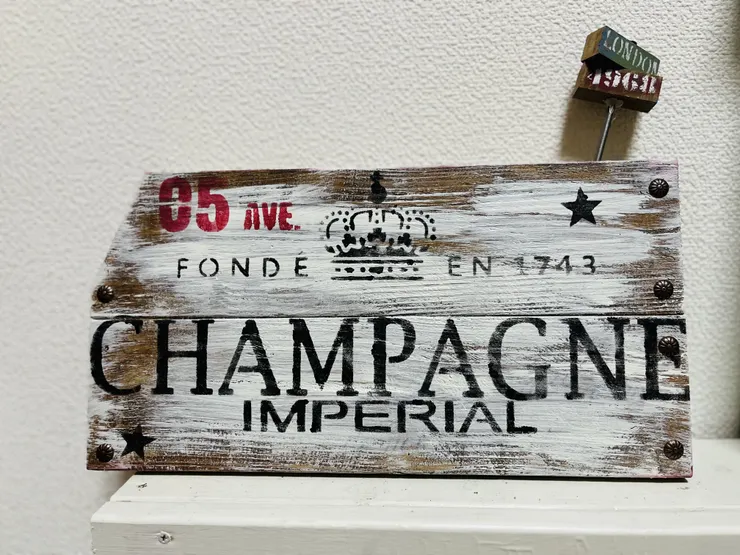 LONDON
1968
05 AVE.
FONDÉ EN 1743
CHAMPAGNE
IMPERIAL